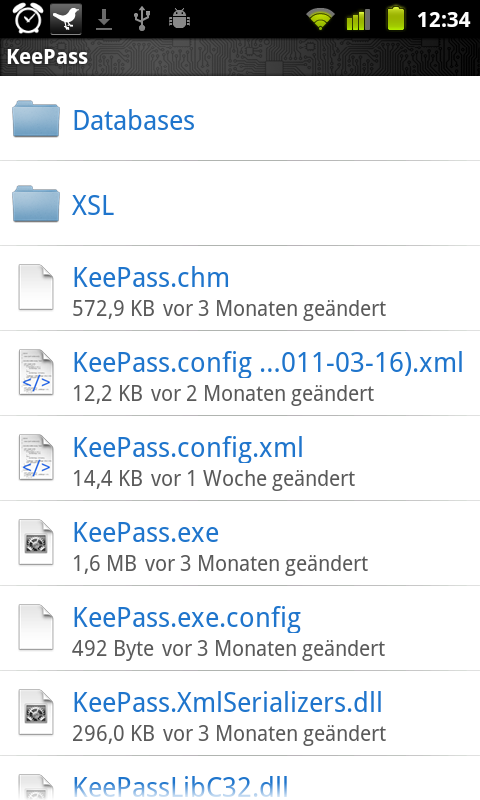 12:34
KeePass
Databases
XSL
KeePass.chm
572,9 KB vor 3 Monaten geändert
KeePass.config ...011-03-16).xml
12,2 KB vor 2 Monaten geändert
KeePass.config.xml
14,4 KB vor 1 Woche geändert
KeePass.exe
1,6 MB vor 3 Monaten geändert
KeePass.exe.config
492 Byte vor 3 Monaten geändert
KeePass.XmlSerializers.dll
296,0 KB vor 3 Monaten geändert
KeePassLibC32.dll